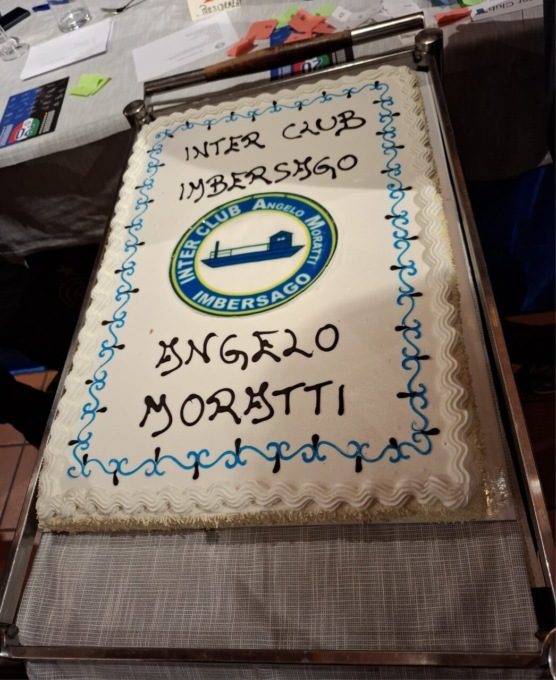 INTER CLUB
IMBERSAGO
INTER CLUB ANGELO MORATTI
IMBERSAGO
ANGELO
MORATTI